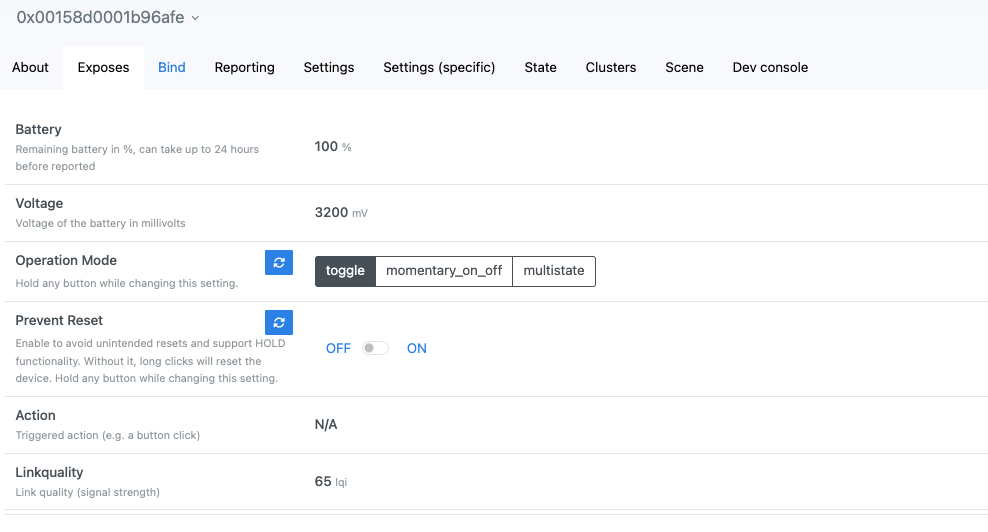 0x00158d0001b96afe
About Exposes Bind Reporting Settings Settings (specific) State Clusters Scene Dev console
Battery
Remaining battery in %, can take up to 24 hours
before reported
100 %
Voltage
Voltage of the battery in millivolts
3200 mV
Operation Mode
Hold any button while changing this setting.
toggle momentary_on_off multistate
Prevent Reset
Enable to avoid unintended resets and support HOLD
functionality. Without it, long clicks will reset the
device. Hold any button while changing this setting.
OFF ON
Action
Triggered action (e.g. a button click)
N/A
Linkquality
Link quality (signal strength)
65 lqi